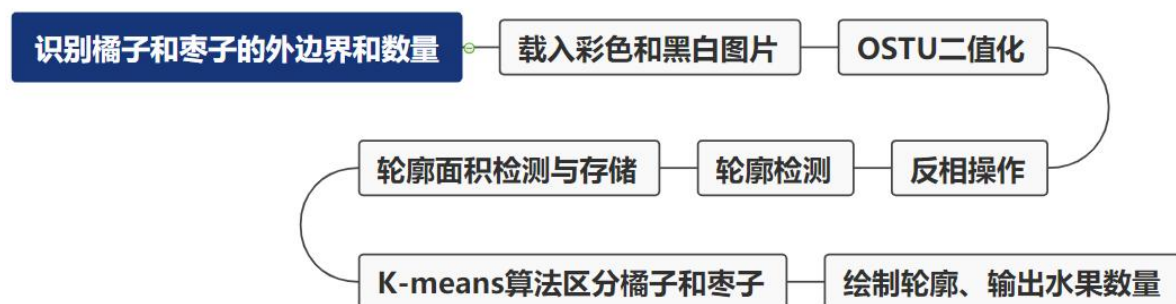 识别橘子和枣子的外边界和数量
载入彩色和黑白图片
OSTU二值化
反相操作
轮廓检测
轮廓面积检测与存储
K-means算法区分橘子和枣子
绘制轮廓、输出水果数量